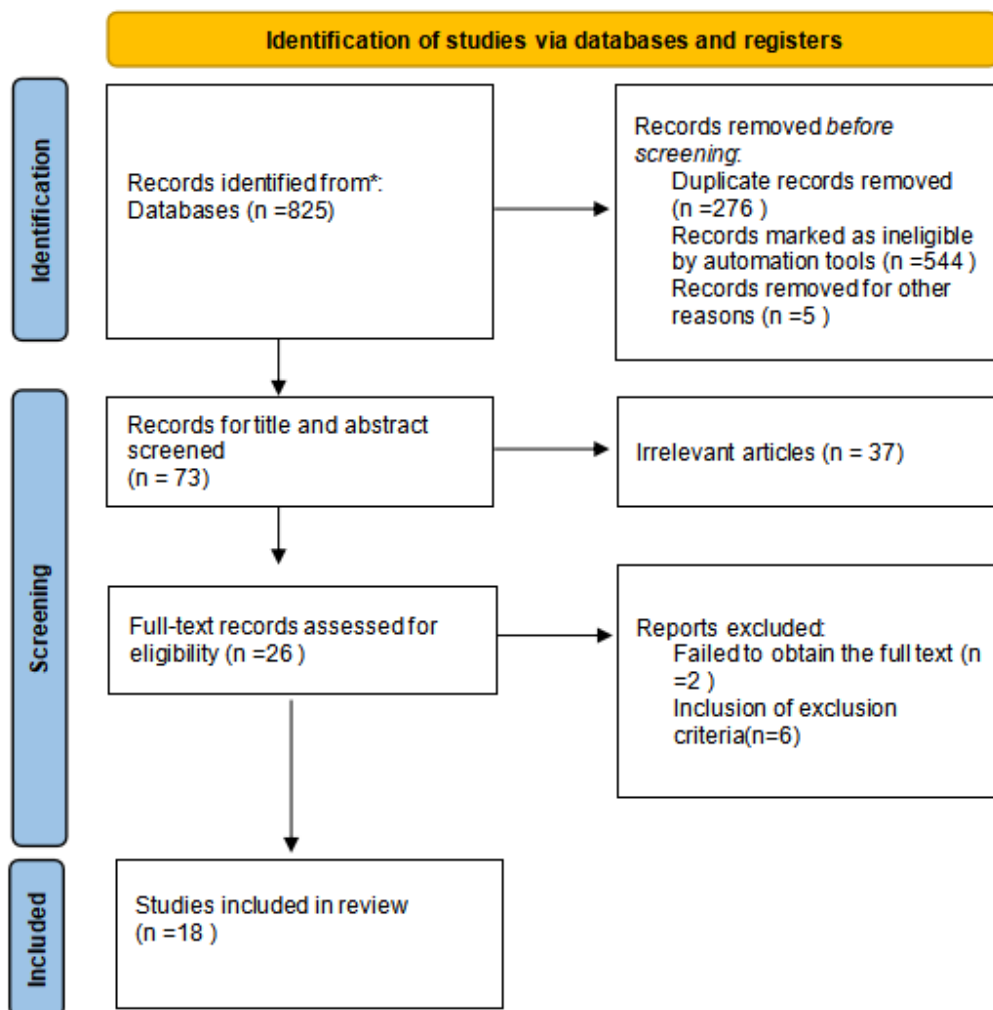 Identification of studies via databases and registers
Identification
Records identified from*:
Databases (n =825)
Records removed before
screening:
Duplicate records removed
(n =276 )
Records marked as ineligible
by automation tools (n =544 )
Records removed for other
reasons (n =5 )
Screening
Records for title and abstract
screened
(n = 73)
Irrelevant articles (n = 37)
Full-text records assessed for
eligibility (n =26 )
Reports excluded:
Failed to obtain the full text (n
=2 )
Inclusion of exclusion
criteria(n=6)
Included
Studies included in review
(n =18 )